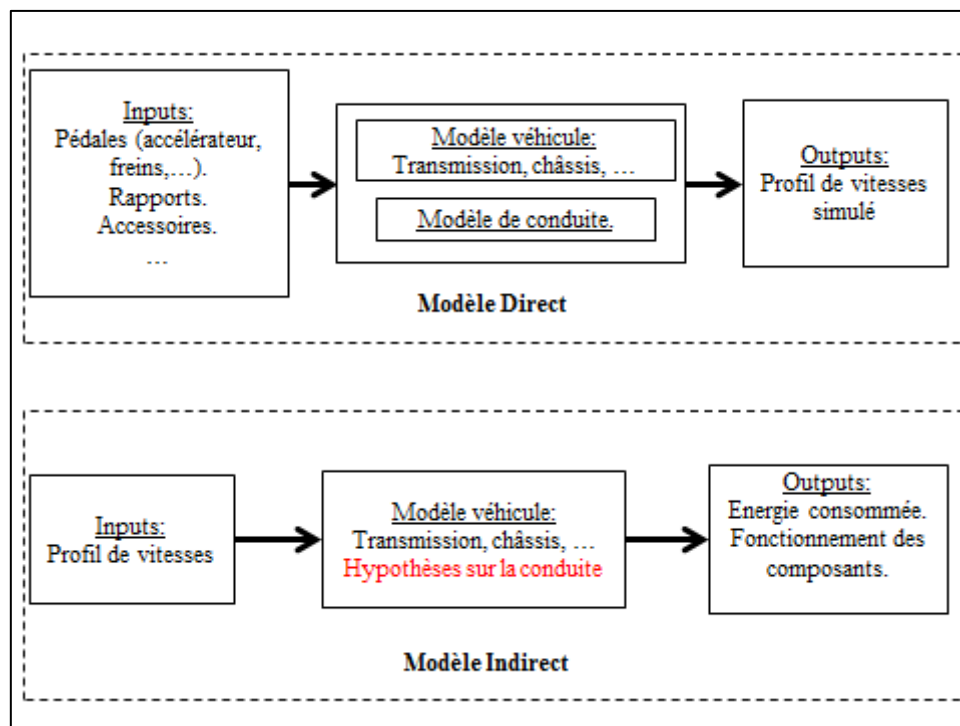 Inputs:
Pédales (accélérateur,
freins,...).
Rapports.
Accessoires.
...
Modèle véhicule:
Transmission, châssis, ...
Modèle de conduite.
Outputs:
Profil de vitesses
simulé
Modèle Direct
Inputs:
Profil de vitesses
Modèle véhicule:
Transmission, châssis, ...
Hypothèses sur la conduite
Outputs:
Energie consommée.
Fonctionnement des
composants.
Modèle Indirect